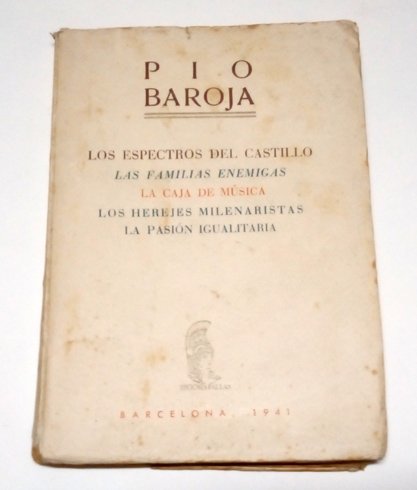 PIO
BAROJA
LOS ESPECTROS DEL CASTILLO
LAS FAMILIAS ENEMIGAS
LA CAJA DE MÚSICA
LOS HEREJES MILENARISTAS
LA PASIÓN IGUALITARIA
BARCELONA, 1941